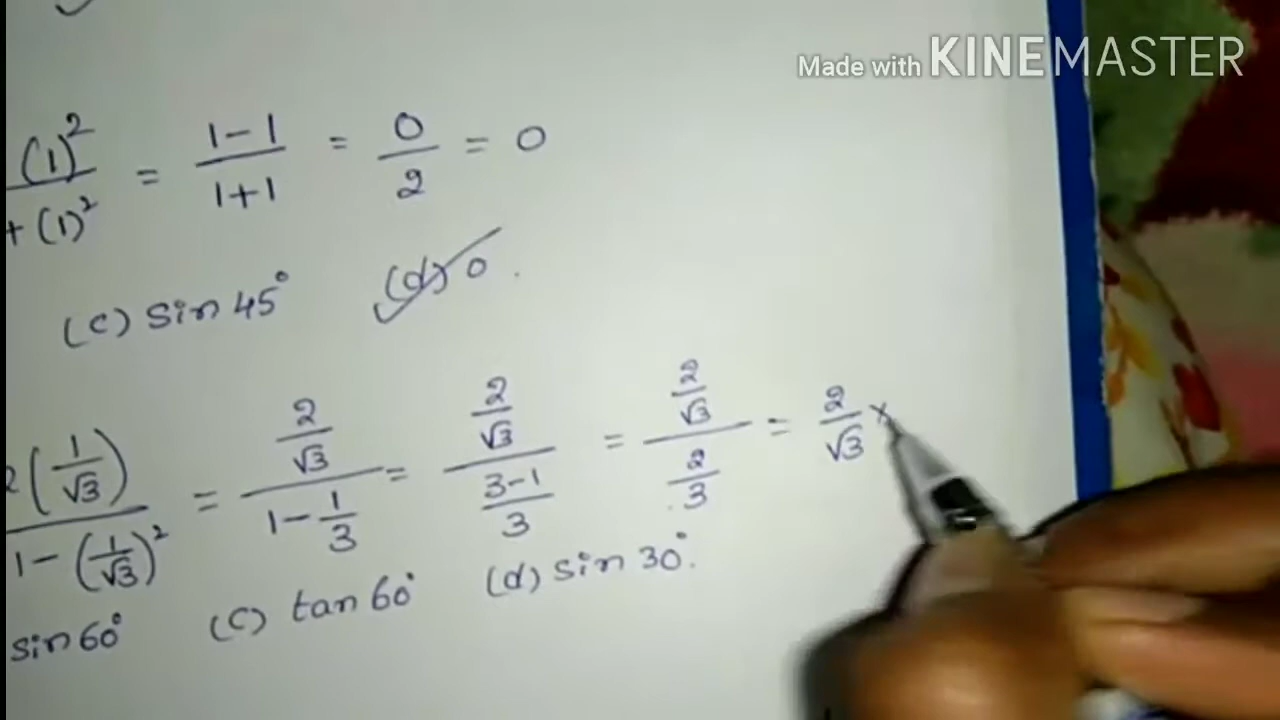 Made with KINEMASTER
(1)² / + (1)² = 1-1 / 1+1 = 0/2 = 0
(c) sin 45° (d) 0.
2(1/√3) / 1-(1/√3)² = 2/√3 / 1-1/3 = 2/√3 / 3-1/3 = 2/√3 / 2/3 = 2/√3 ×
sin 60° (c) tan 60° (d) sin 30°.